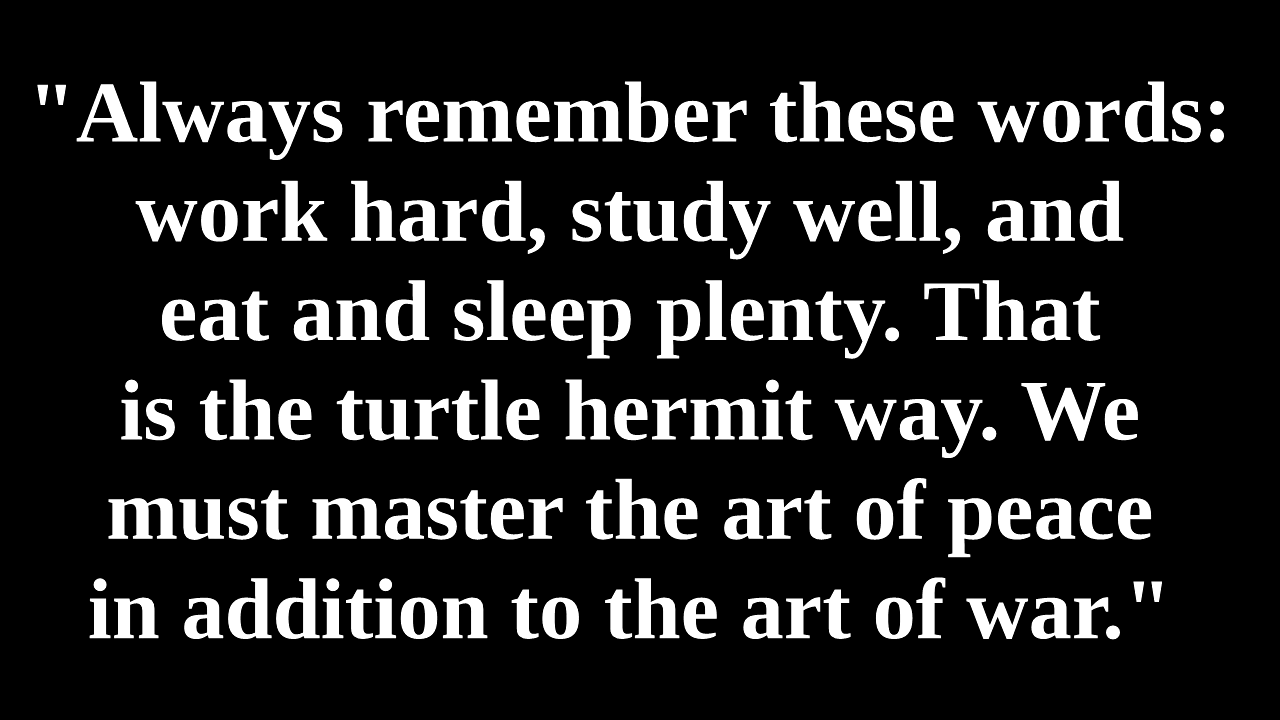 "Always remember these words:
work hard, study well, and
eat and sleep plenty. That
is the turtle hermit way. We
must master the art of peace
in addition to the art of war."